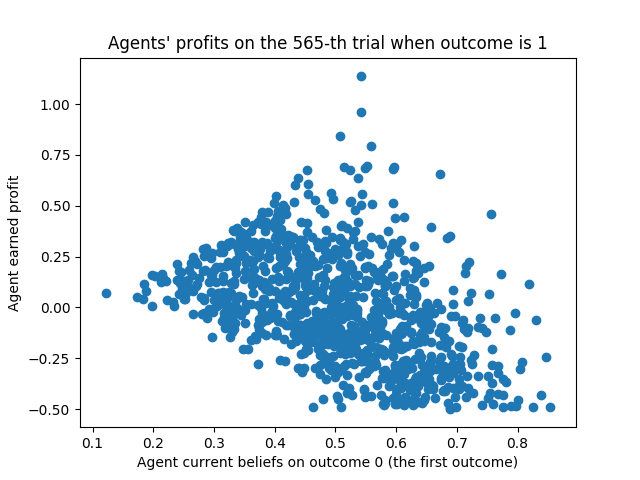 Agents' profits on the 565-th trial when outcome is 1
1.00
0.75
0.50
0.25
0.00
−0.25
−0.50
Agent earned profit
0.1 0.2 0.3 0.4 0.5 0.6 0.7 0.8
Agent current beliefs on outcome 0 (the first outcome)